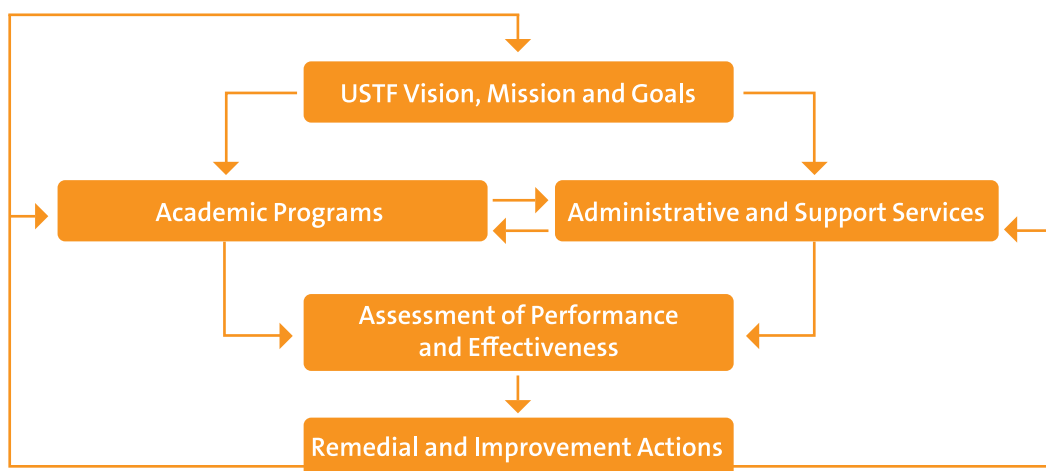 USTF Vision, Mission and Goals
Academic Programs
Administrative and Support Services
Assessment of Performance
and Effectiveness
Remedial and Improvement Actions